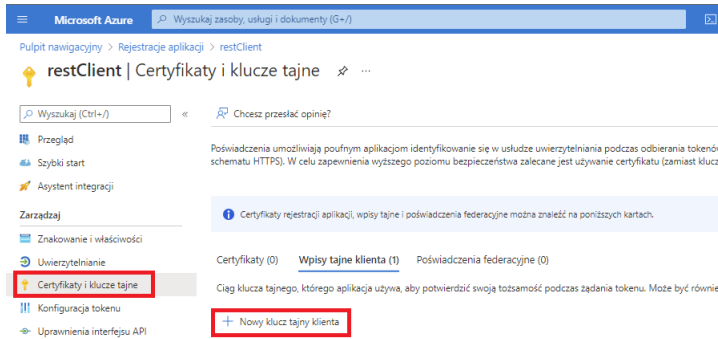 Microsoft Azure
Wyszukaj zasoby, usługi i dokumenty (G+/)
Pulpit nawigacyjny > Rejestracje aplikacji > restClient
restClient | Certyfikaty i klucze tajne
Wyszukaj (Ctrl+/)
«
Chcesz przesłać opinię?
Przegląd
Szybki start
Asystent integracji
Zarządzaj
Znakowanie i właściwości
Uwierzytelnianie
Certyfikaty i klucze tajne
Konfiguracja tokenu
Uprawnienia interfejsu API
Poświadczenia umożliwiają poufnym aplikacjom identyfikowanie się w usłudze uwierzytelniania podczas odbierania tokenów
schematu HTTPS). W celu zapewnienia wyższego poziomu bezpieczeństwa zalecane jest używanie certyfikatu (zamiast klucz
Certyfikaty rejestracji aplikacji, wpisy tajne i poświadczenia federacyjne można znaleźć na poniższych kartach.
Certyfikaty (0) Wpisy tajne klienta (1) Poświadczenia federacyjne (0)
Ciąg klucza tajnego, którego aplikacja używa, aby potwierdzić swoją tożsamość podczas żądania tokenu. Może być równie
+ Nowy klucz tajny klienta